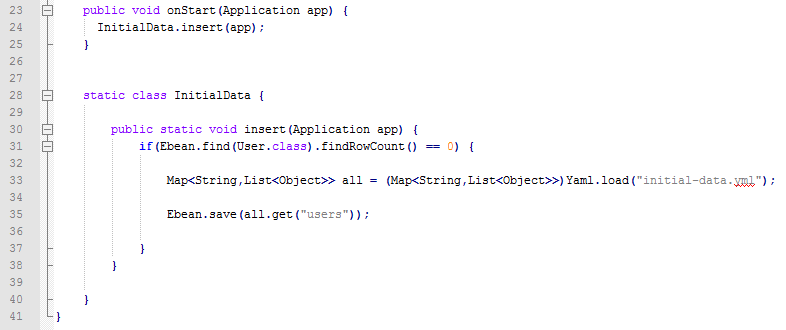 23 public void onStart(Application app) {
24 InitialData.insert(app);
25 }
26
27
28 static class InitialData {
29
30 public static void insert(Application app) {
31 if(Ebean.find(User.class).findRowCount() == 0) {
32
33 Map<String,List<Object>> all = (Map<String,List<Object>>)Yaml.load("initial-data.yml");
34
35 Ebean.save(all.get("users"));
36
37 }
38 }
39
40 }
41 }